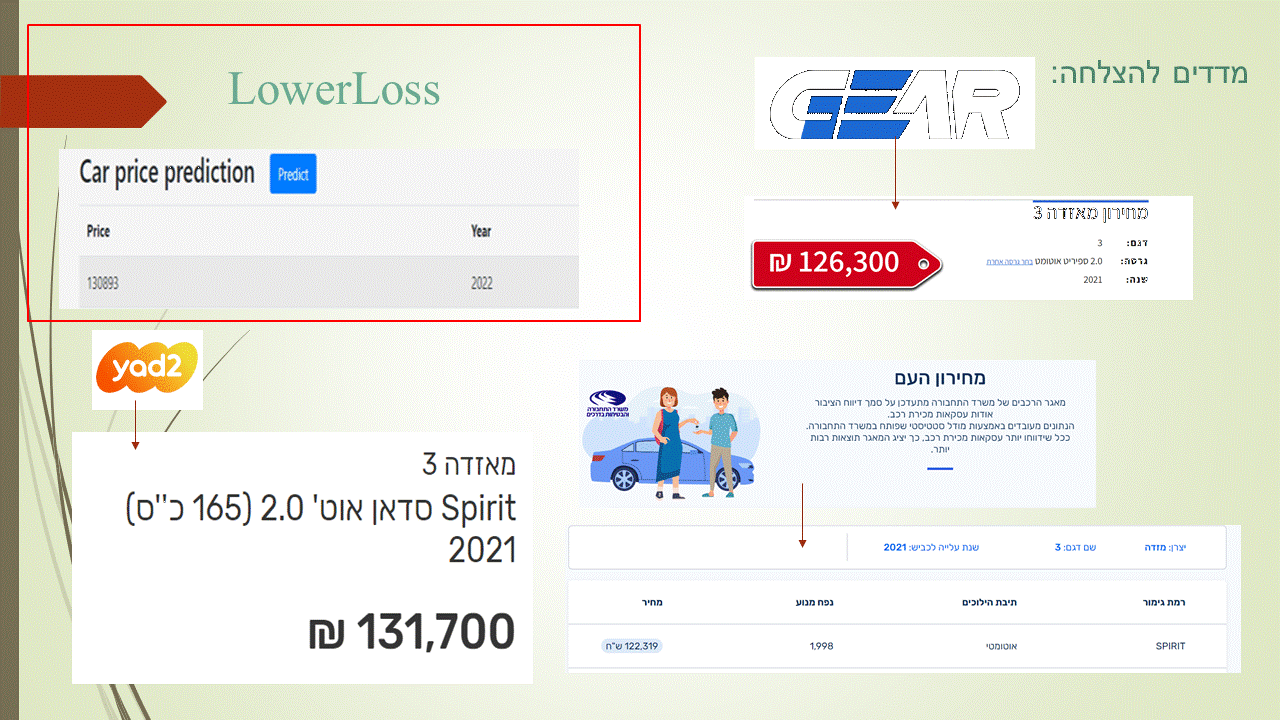 מדדים להצלחה:
LowerLoss
Car price prediction Predict
Price Year
130893 2022
GEAR
מחירון מאזדה 3
דגם: 3
גרסה: 2.0 ספיריט אוטומט בחר גרסה אחרת
שנה: 2021
₪ 126,300
yad2
מאזדה 3
Spirit סדאן אוט' 2.0 (165 כ"ס)
2021
131,700 ₪
משרד התחבורה
והבטיחות בדרכים
מחירון העם
מאגר הרכבים של משרד התחבורה מתעדכן על סמך דיווח הציבור
אודות עסקאות מכירת רכב.
הנתונים מעובדים באמצעות מודל סטטיסטי שפותח במשרד התחבורה.
ככל שידווחו יותר עסקאות מכירת רכב, כך יציג המאגר תוצאות רבות
יותר.
יצרן: מזדה שם דגם: 3 שנת עלייה לכביש: 2021
רמת גימור תיבת הילוכים נפח מנוע מחיר
SPIRIT אוטומטי 1,998 122,319 ש"ח